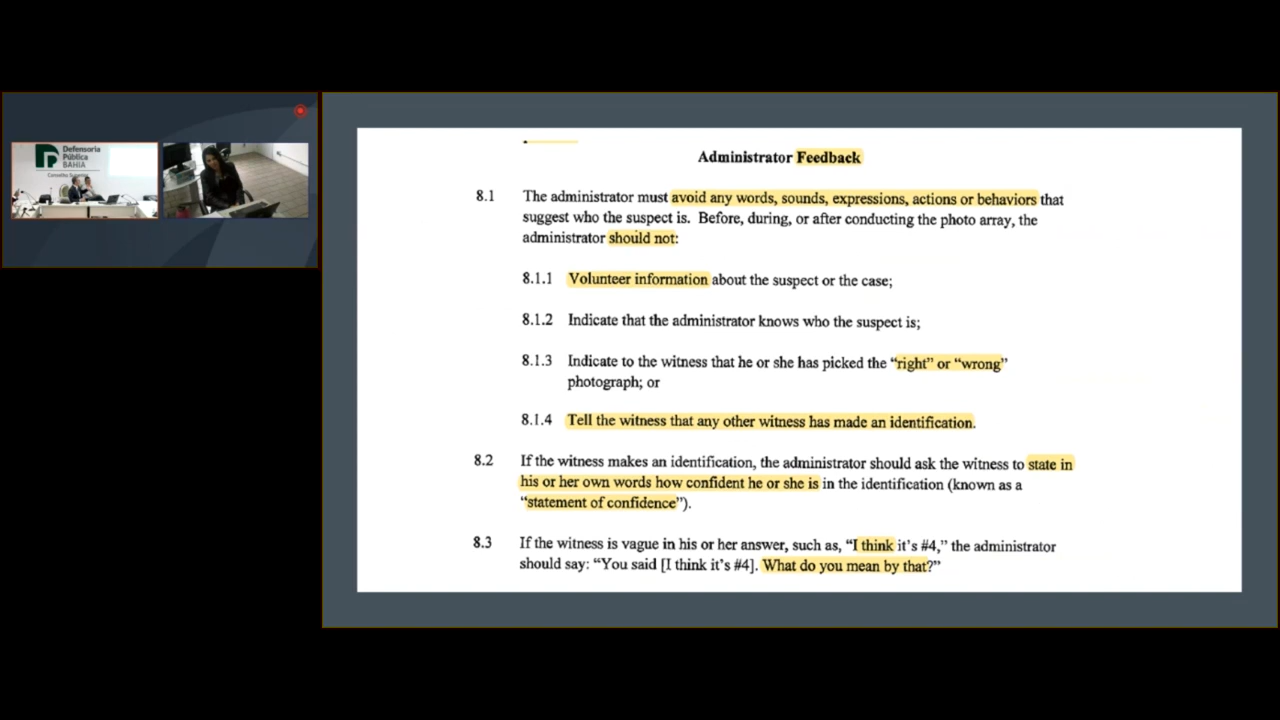 Defensoria
Pública
BAHIA
Administrator Feedback
8.1 The administrator must avoid any words, sounds, expressions, actions or behaviors that
suggest who the suspect is. Before, during, or after conducting the photo array, the
administrator should not:
8.1.1 Volunteer information about the suspect or the case;
8.1.2 Indicate that the administrator knows who the suspect is;
8.1.3 Indicate to the witness that he or she has picked the “right” or “wrong”
photograph; or
8.1.4 Tell the witness that any other witness has made an identification.
8.2 If the witness makes an identification, the administrator should ask the witness to state in
his or her own words how confident he or she is in the identification (known as a
“statement of confidence”).
8.3 If the witness is vague in his or her answer, such as, “I think it’s #4,” the administrator
should say: “You said [I think it’s #4]. What do you mean by that?”